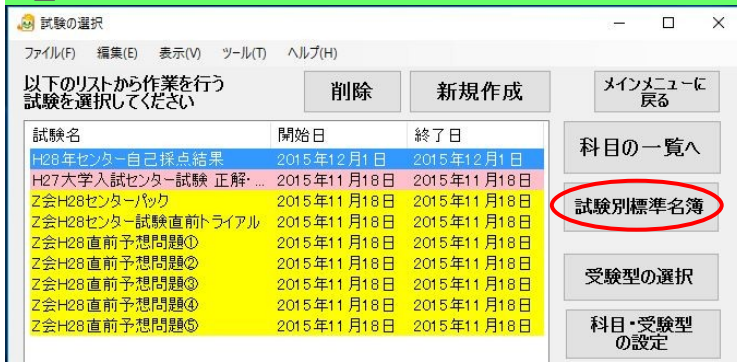 試験の選択
ファイル(F) 編集(E) 表示(V) ツール(T) ヘルプ(H)
以下のリストから作業を行う
試験を選択してください
削除
新規作成
メインメニューに
戻る
試験名 開始日 終了日
H28年センター自己採点結果 2015年12月1日 2015年12月1日
H27大学入試センター試験 正解・... 2015年11月18日 2015年11月18日
Z会H28センターパック 2015年11月18日 2015年11月18日
Z会H28センター試験直前トライアル 2015年11月18日 2015年11月18日
Z会H28直前予想問題① 2015年11月18日 2015年11月18日
Z会H28直前予想問題② 2015年11月18日 2015年11月18日
Z会H28直前予想問題③ 2015年11月18日 2015年11月18日
Z会H28直前予想問題④ 2015年11月18日 2015年11月18日
Z会H28直前予想問題⑤ 2015年11月18日 2015年11月18日
科目の一覧へ
試験別標準名簿
受験型の選択
科目・受験型
の設定